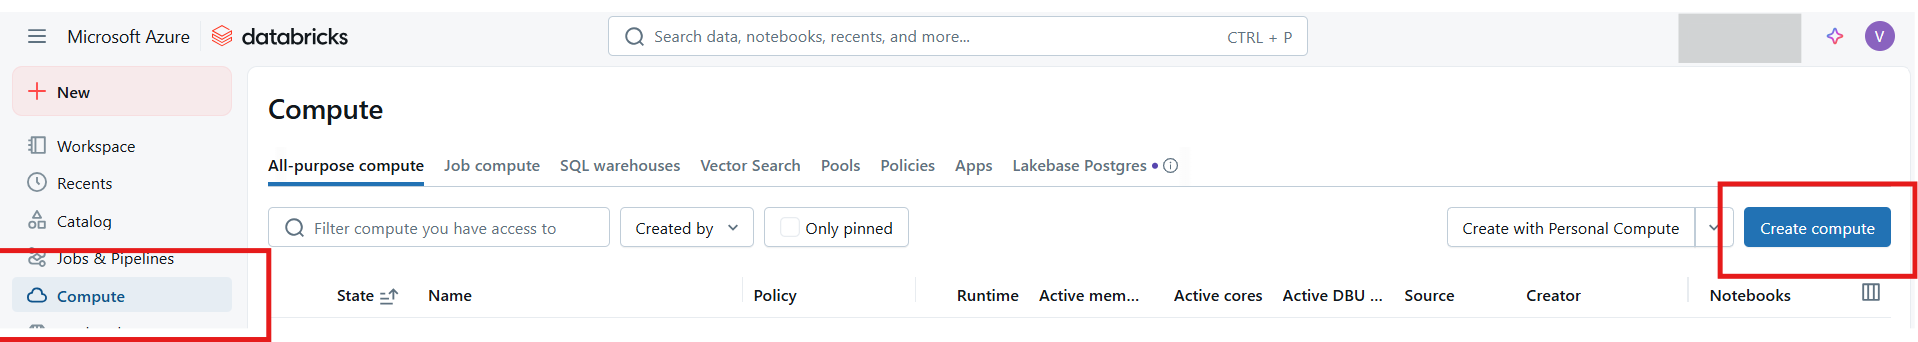 Microsoft Azure databricks
Search data, notebooks, recents, and more... CTRL + P
V
New
Workspace
Recents
Catalog
Jobs & Pipelines
Compute
Compute
All-purpose compute Job compute SQL warehouses Vector Search Pools Policies Apps Lakebase Postgres
Filter compute you have access to Created by Only pinned Create with Personal Compute Create compute
State Name Policy Runtime Active mem... Active cores Active DBU ... Source Creator Notebooks